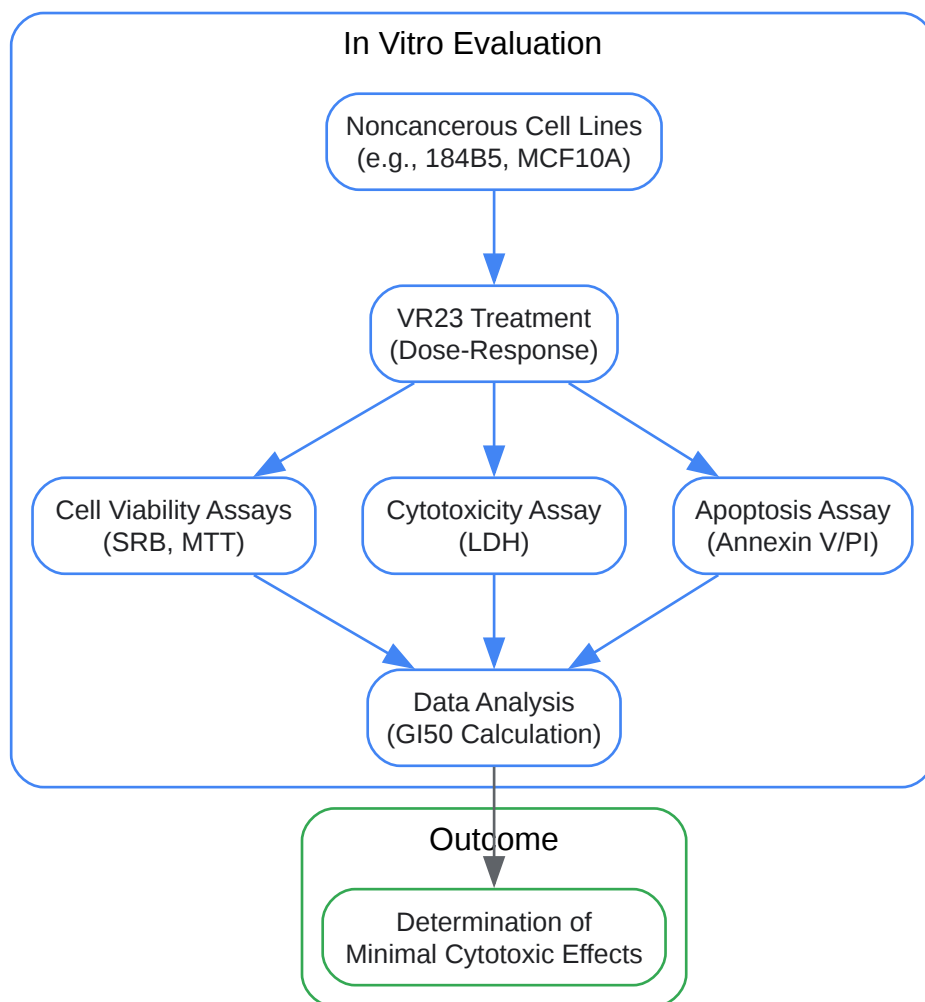 In Vitro Evaluation
Noncancerous Cell Lines
(e.g., 184B5, MCF10A)
VR23 Treatment
(Dose-Response)
Cell Viability Assays
(SRB, MTT)
Cytotoxicity Assay
(LDH)
Apoptosis Assay
(Annexin V/PI)
Data Analysis
(GI50 Calculation)
Outcome
Determination of
Minimal Cytotoxic Effects